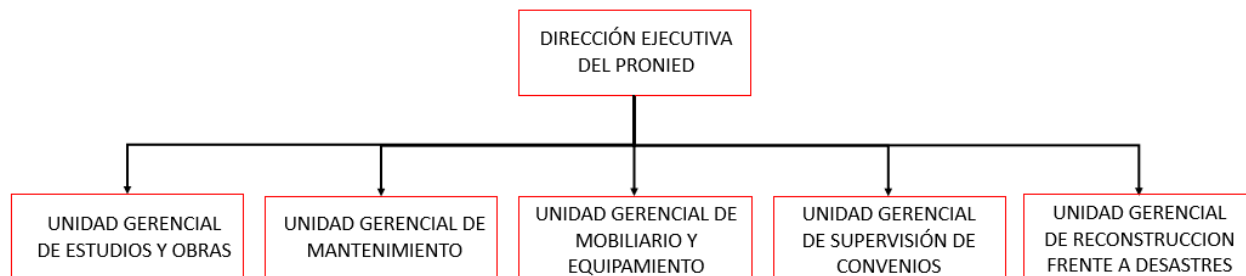 DIRECCIÓN EJECUTIVA
DEL PRONIED
UNIDAD GERENCIAL
DE ESTUDIOS Y OBRAS
UNIDAD GERENCIAL DE
MANTENIMIENTO
UNIDAD GERENCIAL DE
MOBILIARIO Y
EQUIPAMIENTO
UNIDAD GERENCIAL
DE SUPERVISIÓN DE
CONVENIOS
UNIDAD GERENCIAL
DE RECONSTRUCCION
FRENTE A DESASTRES